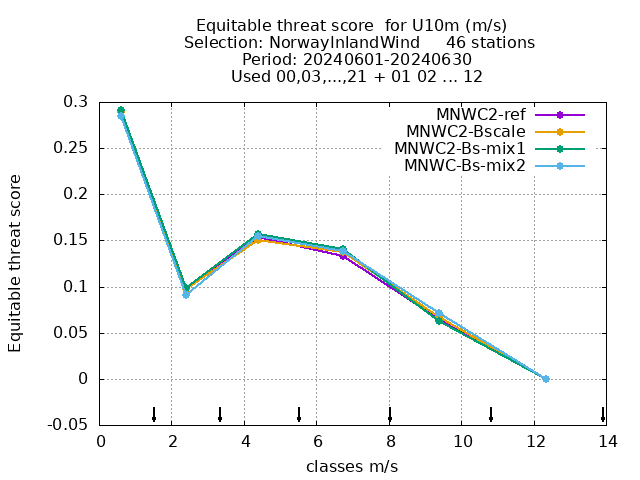 Equitable threat score  for U10m (m/s)
Selection: NorwayInlandWind     46 stations
Period: 20240601-20240630
Used 00,03,...,21 + 01 02 ... 12
MNWC2-ref
MNWC2-Bscale
MNWC2-Bs-mix1
MNWC-Bs-mix2
0.3
0.25
0.2
0.15
0.1
0.05
0
-0.05
Equitable threat score
0 2 4 6 8 10 12 14
classes m/s